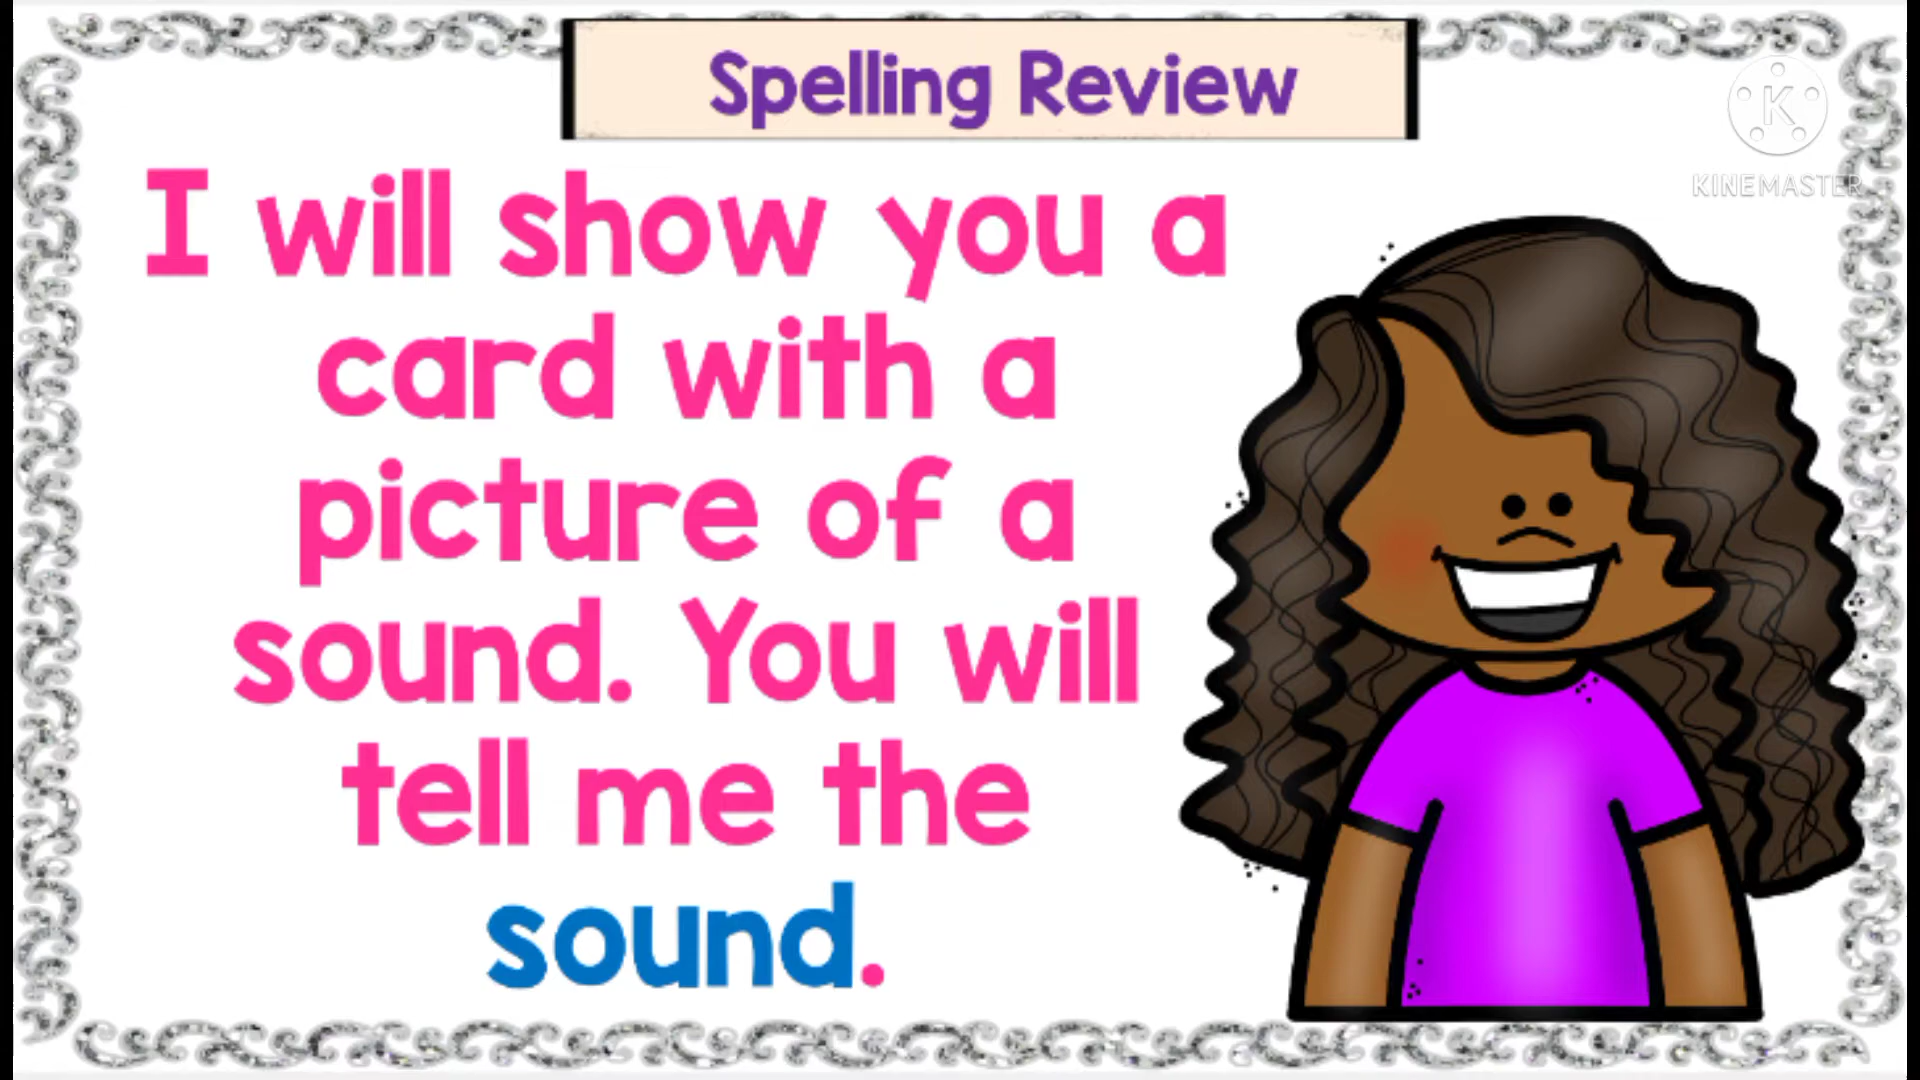 Spelling Review
K
KINEMASTER
I will show you a
card with a
picture of a
sound. You will
tell me the
sound.